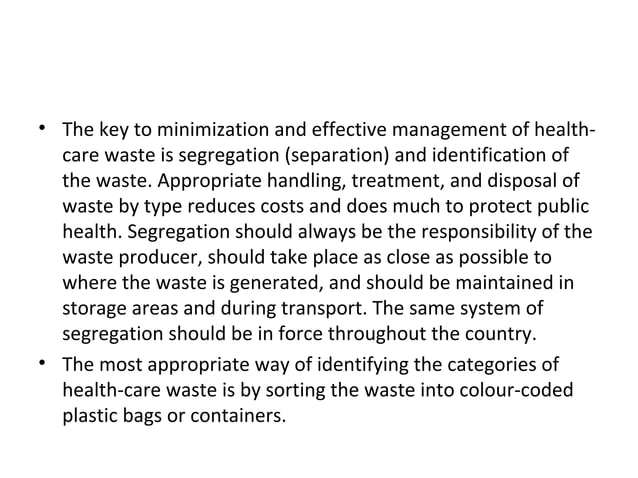 • The key to minimization and effective management of health-
care waste is segregation (separation) and identification of
the waste. Appropriate handling, treatment, and disposal of
waste by type reduces costs and does much to protect public
health. Segregation should always be the responsibility of the
waste producer, should take place as close as possible to
where the waste is generated, and should be maintained in
storage areas and during transport. The same system of
segregation should be in force throughout the country.
• The most appropriate way of identifying the categories of
health-care waste is by sorting the waste into colour-coded
plastic bags or containers.